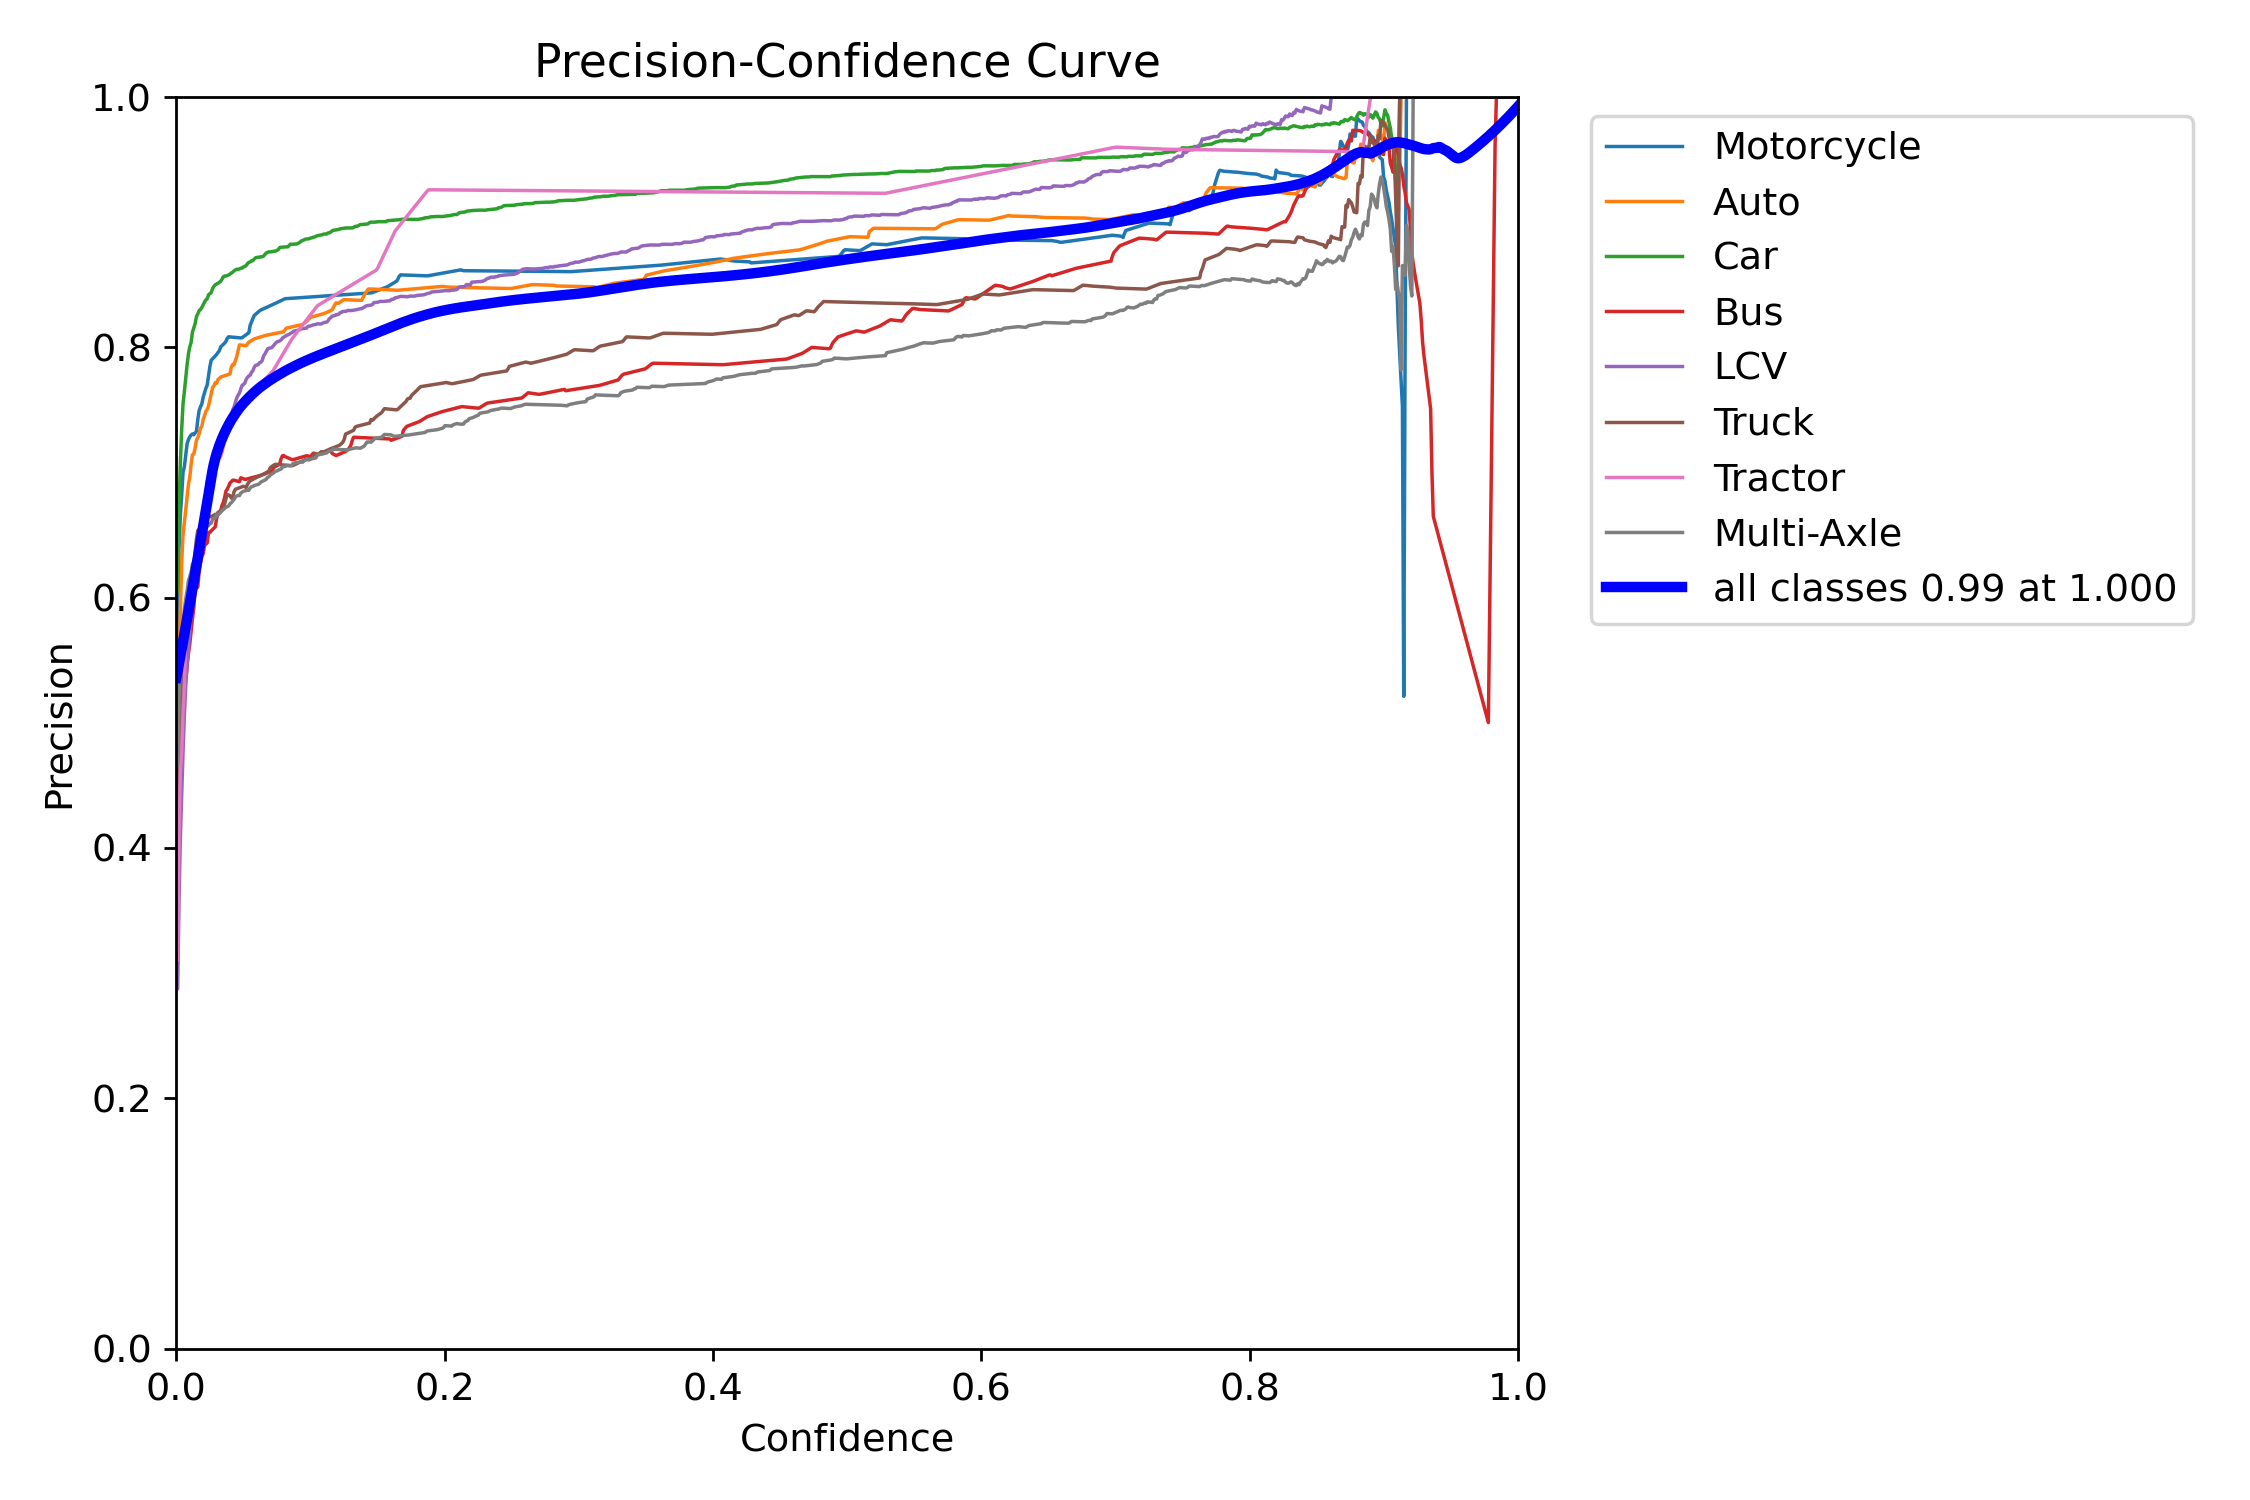 Precision-Confidence Curve
1.0
0.8
0.6
0.4
0.2
0.0
Precision
0.0 0.2 0.4 0.6 0.8 1.0
Confidence
Motorcycle
Auto
Car
Bus
LCV
Truck
Tractor
Multi-Axle
all classes 0.99 at 1.000